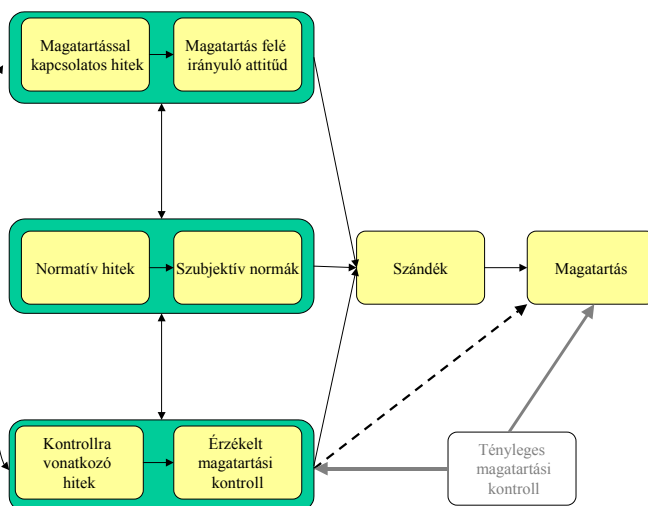 Magatartással
kapcsolatos hitek
Magatartás felé
irányuló attitűd
Normatív hitek
Szubjektív normák
Szándék
Magatartás
Kontrollra
vonatkozó
hitek
Érzékelt
magatartási
kontroll
Tényleges
magatartási
kontroll